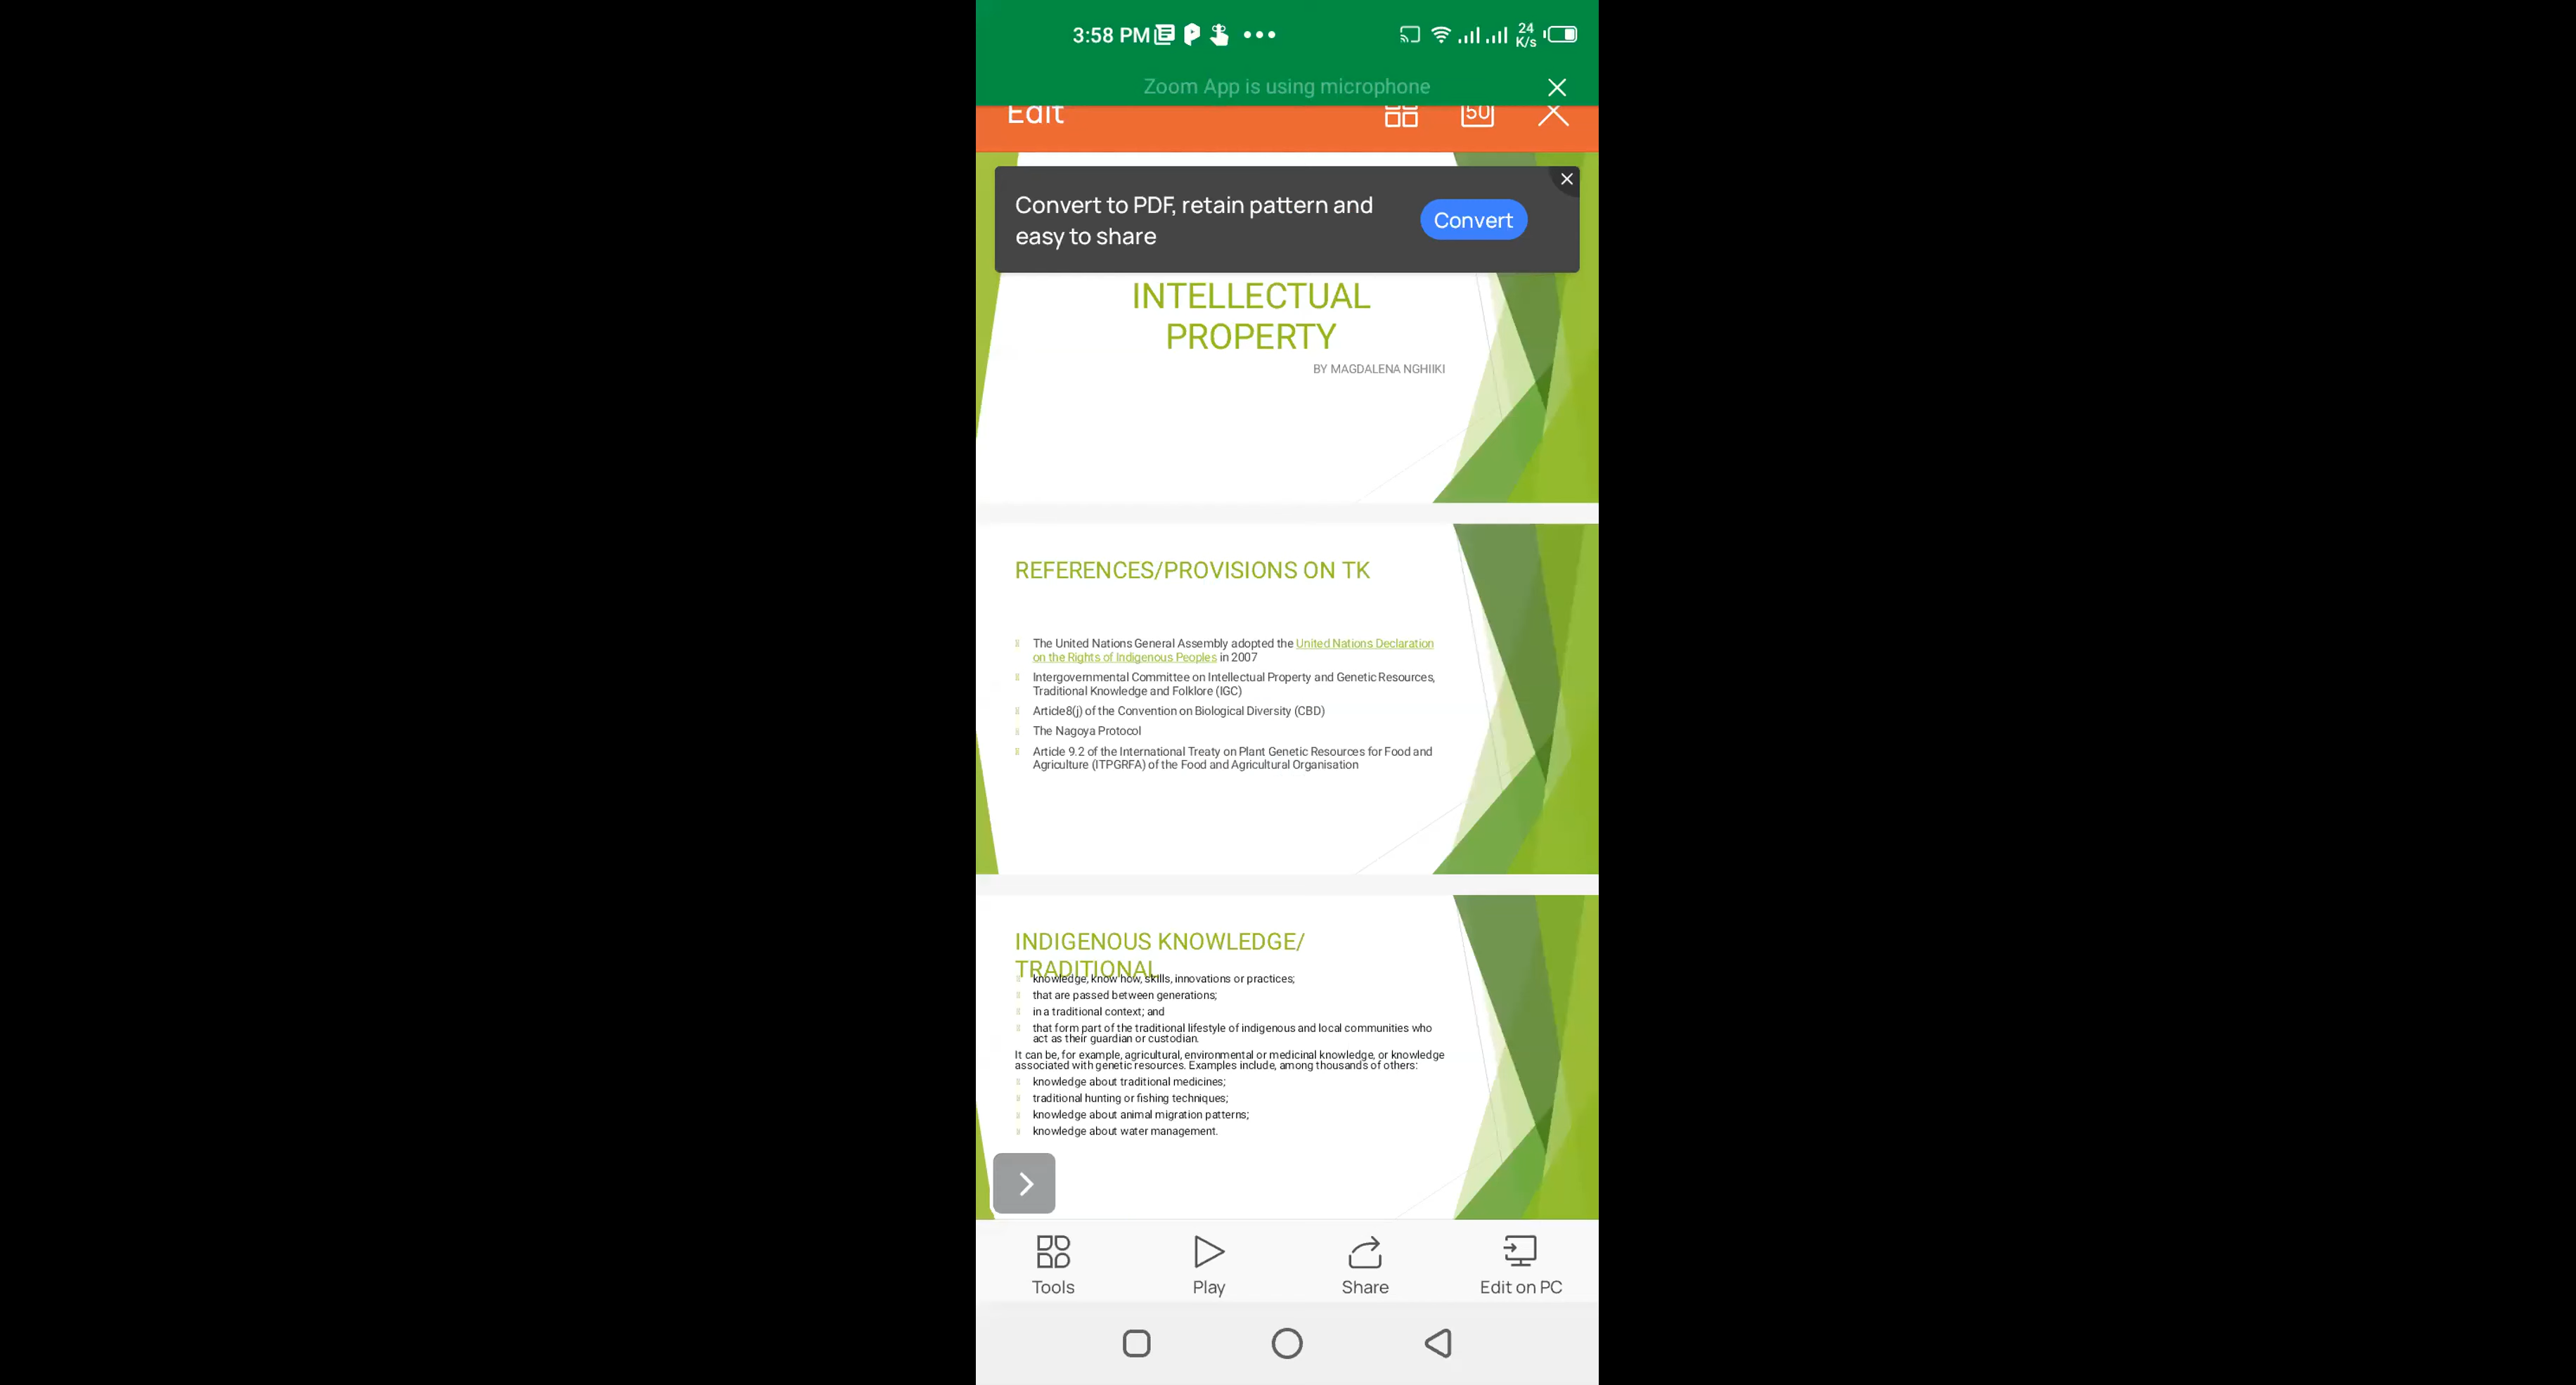 3:58 PM
24
K/s
Zoom App is using microphone
Edit
50
Convert to PDF, retain pattern and
easy to share
Convert
INTELLECTUAL
PROPERTY
BY MAGDALENA NGHIIKI
REFERENCES/PROVISIONS ON TK
The United Nations General Assembly adopted the United Nations Declaration
on the Rights of Indigenous Peoples in 2007
Intergovernmental Committee on Intellectual Property and Genetic Resources,
Traditional Knowledge and Folklore (IGC)
Article8(j) of the Convention on Biological Diversity (CBD)
The Nagoya Protocol
Article 9.2 of the International Treaty on Plant Genetic Resources for Food and
Agriculture (ITPGRFA) of the Food and Agricultural Organisation
INDIGENOUS KNOWLEDGE/
TRADITIONAL
knowledge, know how, skills, innovations or practices;
that are passed between generations;
in a traditional context; and
that form part of the traditional lifestyle of indigenous and local communities who
act as their guardian or custodian.
It can be, for example, agricultural, environmental or medicinal knowledge, or knowledge
associated with genetic resources. Examples include, among thousands of others:
knowledge about traditional medicines;
traditional hunting or fishing techniques;
knowledge about animal migration patterns;
knowledge about water management.
Tools
Play
Share
Edit on PC